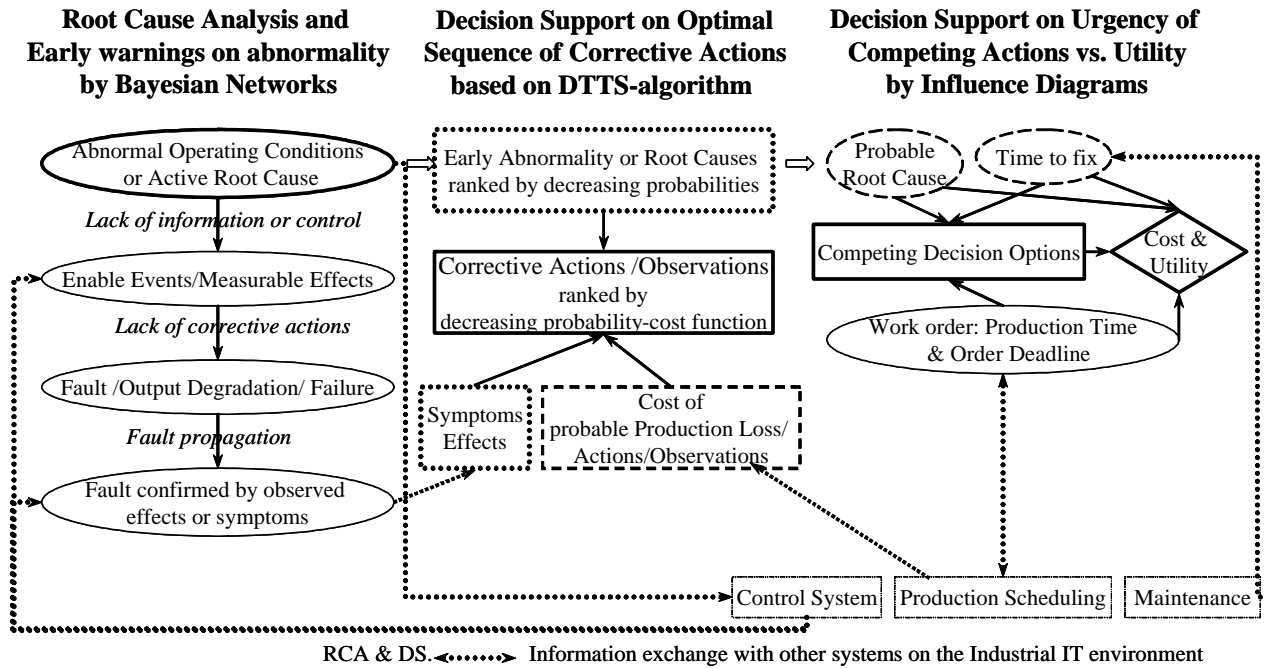 Root Cause Analysis and
Early warnings on abnormality
by Bayesian Networks
Decision Support on Optimal
Sequence of Corrective Actions
based on DTTS-algorithm
Decision Support on Urgency of
Competing Actions vs. Utility
by Influence Diagrams
Abnormal Operating Conditions
or Active Root Cause
Lack of information or control
Enable Events/Measurable Effects
Lack of corrective actions
Fault /Output Degradation/ Failure
Fault propagation
Fault confirmed by observed
effects or symptoms
Early Abnormality or Root Causes
ranked by decreasing probabilities
Corrective Actions /Observations
ranked by
decreasing probability-cost function
Symptoms
Effects
Cost of
probable Production Loss/
Actions/Observations
Probable
Root Cause
Time to fix
Competing Decision Options
Cost &
Utility
Work order: Production Time
& Order Deadline
Control System
Production Scheduling
Maintenance
RCA & DS.
Information exchange with other systems on the Industrial IT environment